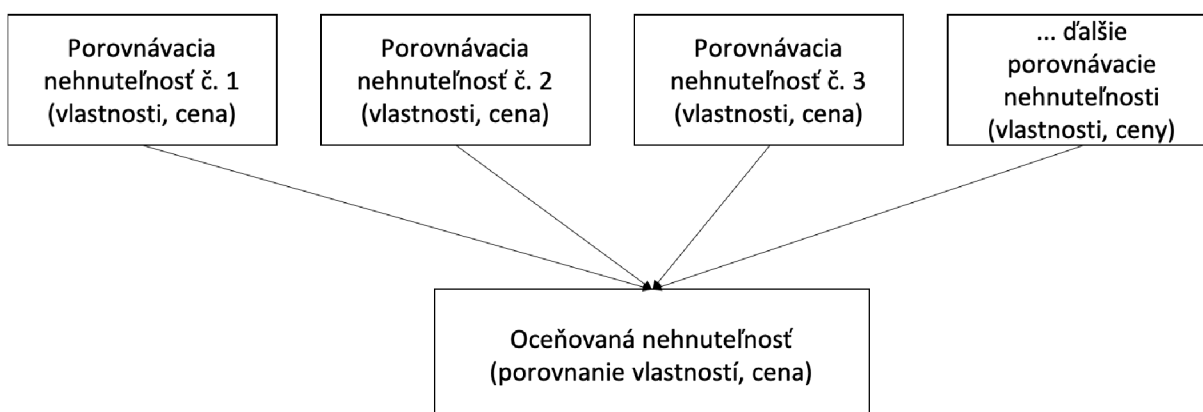 Porovnávacia
nehnuteľnosť č. 1
(vlastnosti, cena)
Porovnávacia
nehnuteľnosť č. 2
(vlastnosti, cena)
Porovnávacia
nehnuteľnosť č. 3
(vlastnosti, cena)
... ďalšie
porovnávacie
nehnuteľnosti
(vlastnosti, ceny)
Oceňovaná nehnuteľnosť
(porovnanie vlastností, cena)